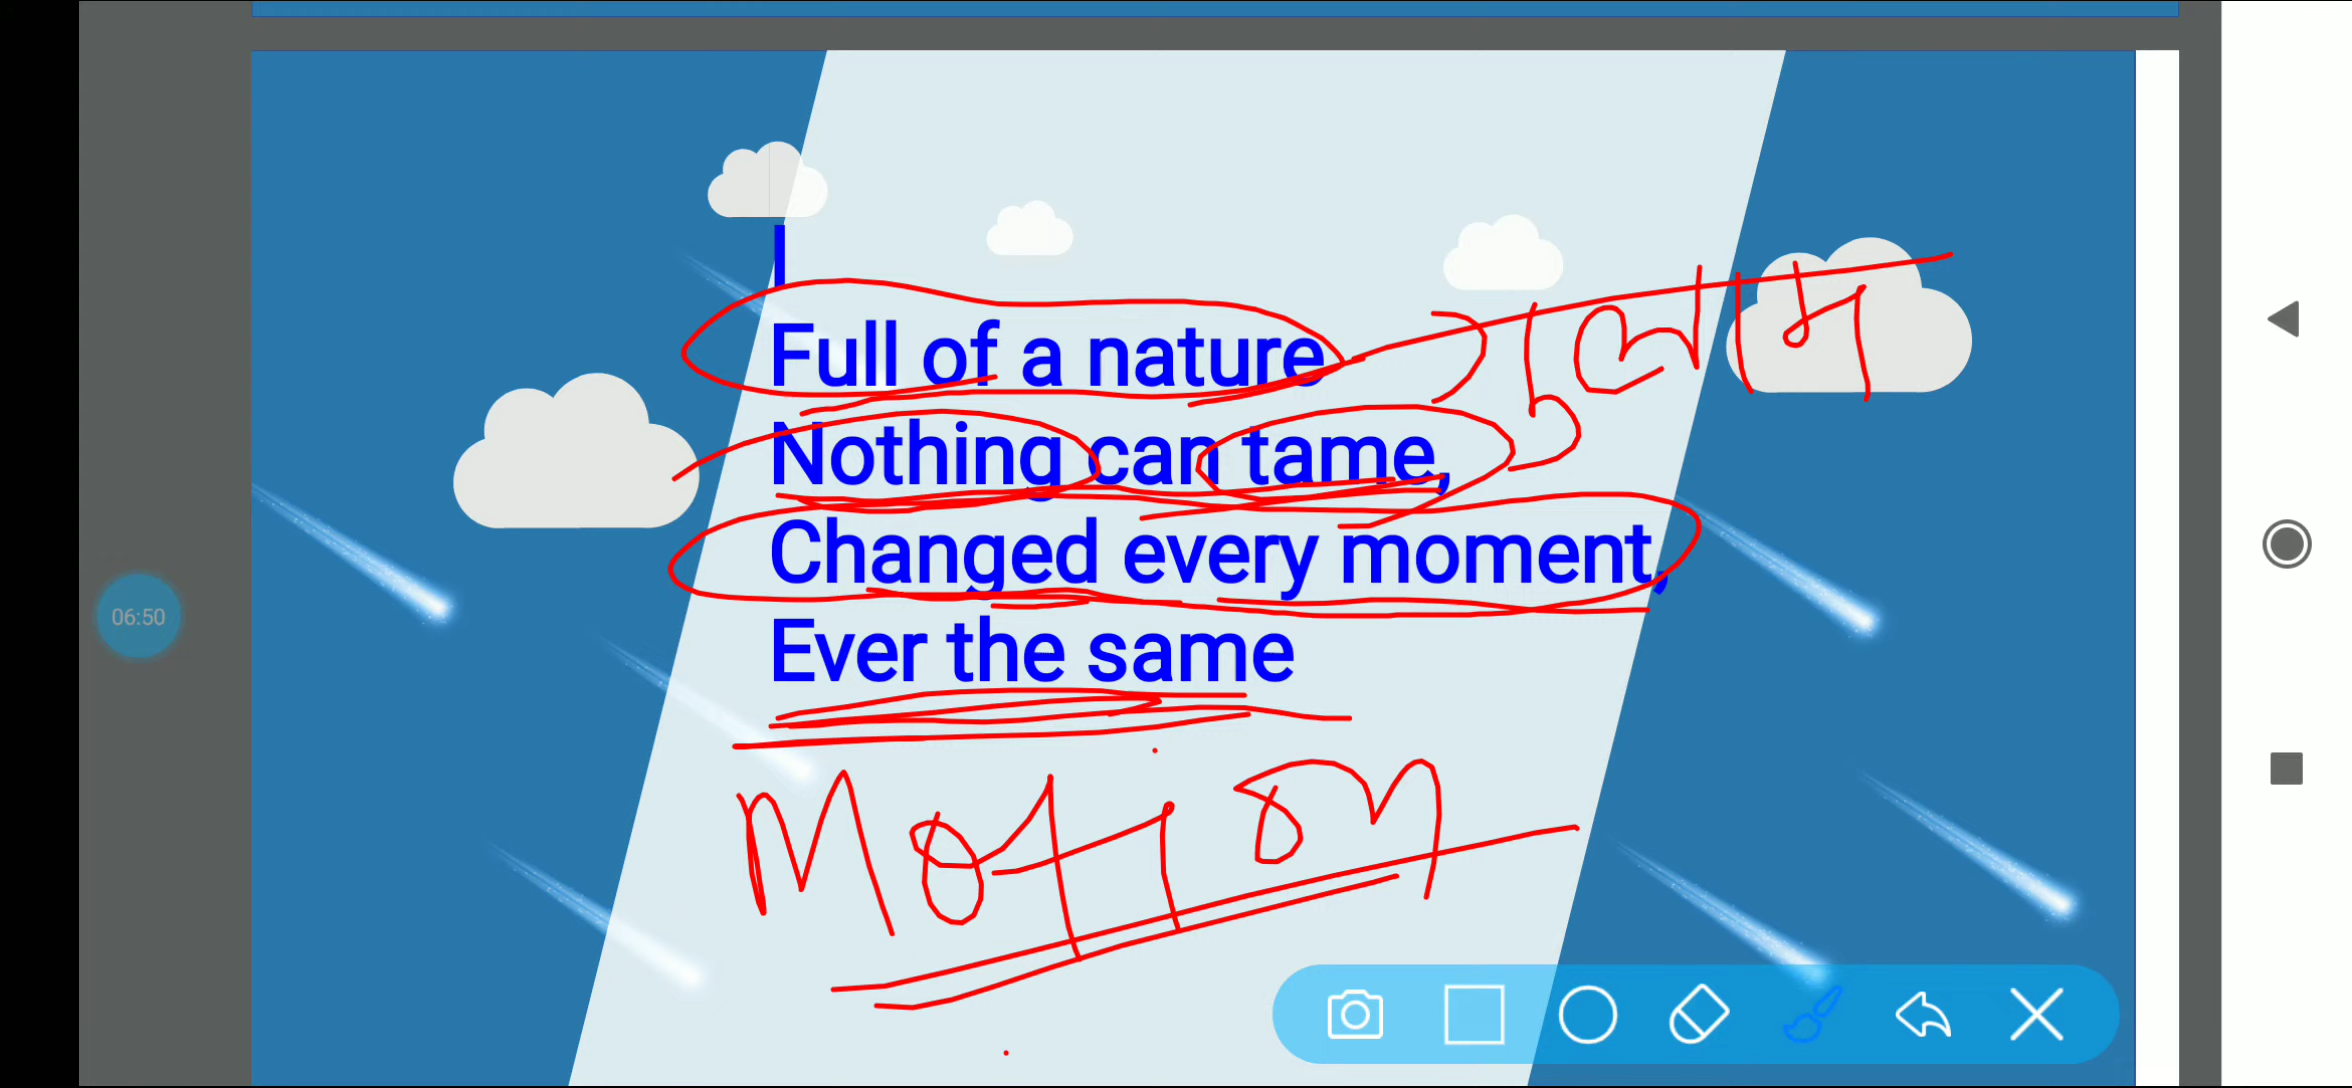 Full of a nature
Nothing can tame,
Changed every moment,
Ever the same
Motion
06:50